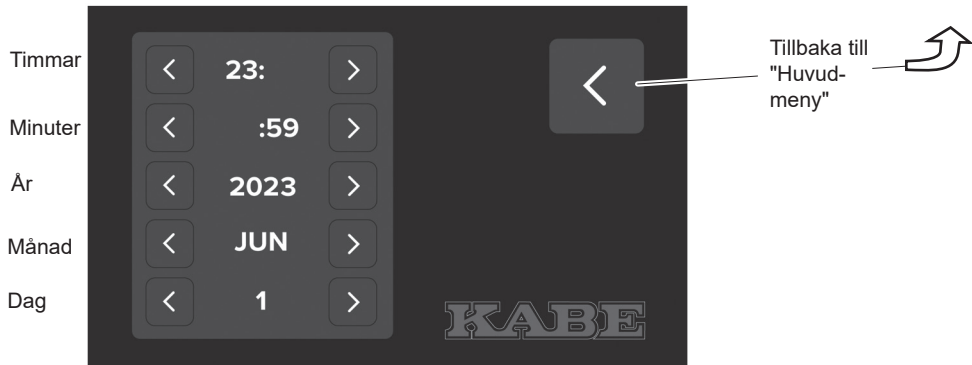 Timmar
23:
Minuter
:59
År
2023
Månad
JUN
Dag
1
KABE
Tillbaka till
"Huvud-
meny"